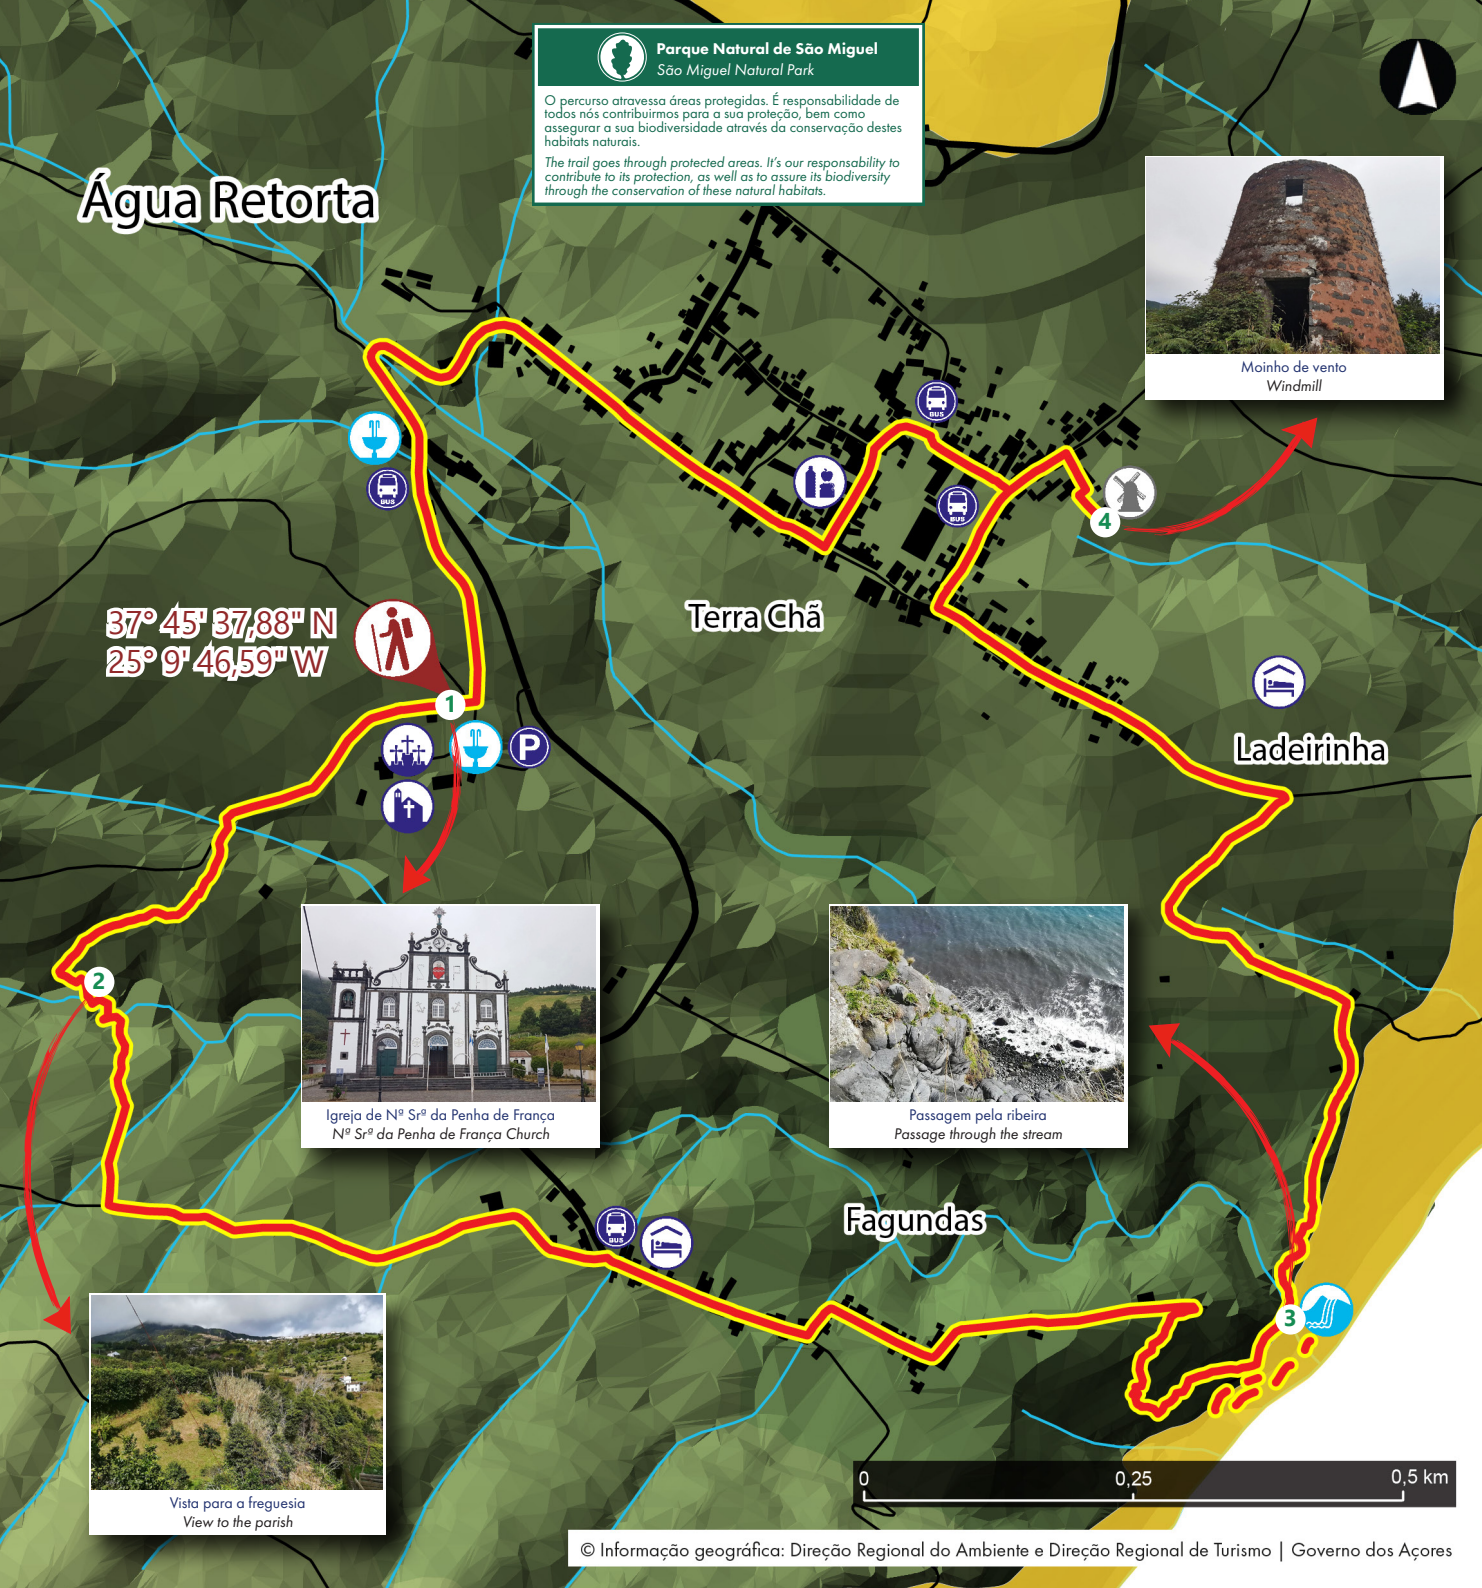 Parque Natural de São Miguel
São Miguel Natural Park
O percurso atravessa áreas protegidas. É responsabilidade de
todos nós contribuirmos para a sua proteção, bem como
assegurar a sua biodiversidade através da conservação destes
habitats naturais.
The trail goes through protected areas. It's our responsability to
contribute to its protection, as well as to assure its biodiversity
through the conservation of these natural habitats.
Água Retorta
Moinho de vento
Windmill
BUS
BUS
BUS
4
Terra Chã
37° 45' 37,88" N
25° 9' 46,59" W
1
P
Ladeirinha
2
Igreja de Nª Srª da Penha de França
Nª Srª da Penha de França Church
Passagem pela ribeira
Passage through the stream
Fagundas
BUS
3
Vista para a freguesia
View to the parish
0 0,25 0,5 km
© Informação geográfica: Direção Regional do Ambiente e Direção Regional de Turismo | Governo dos Açores